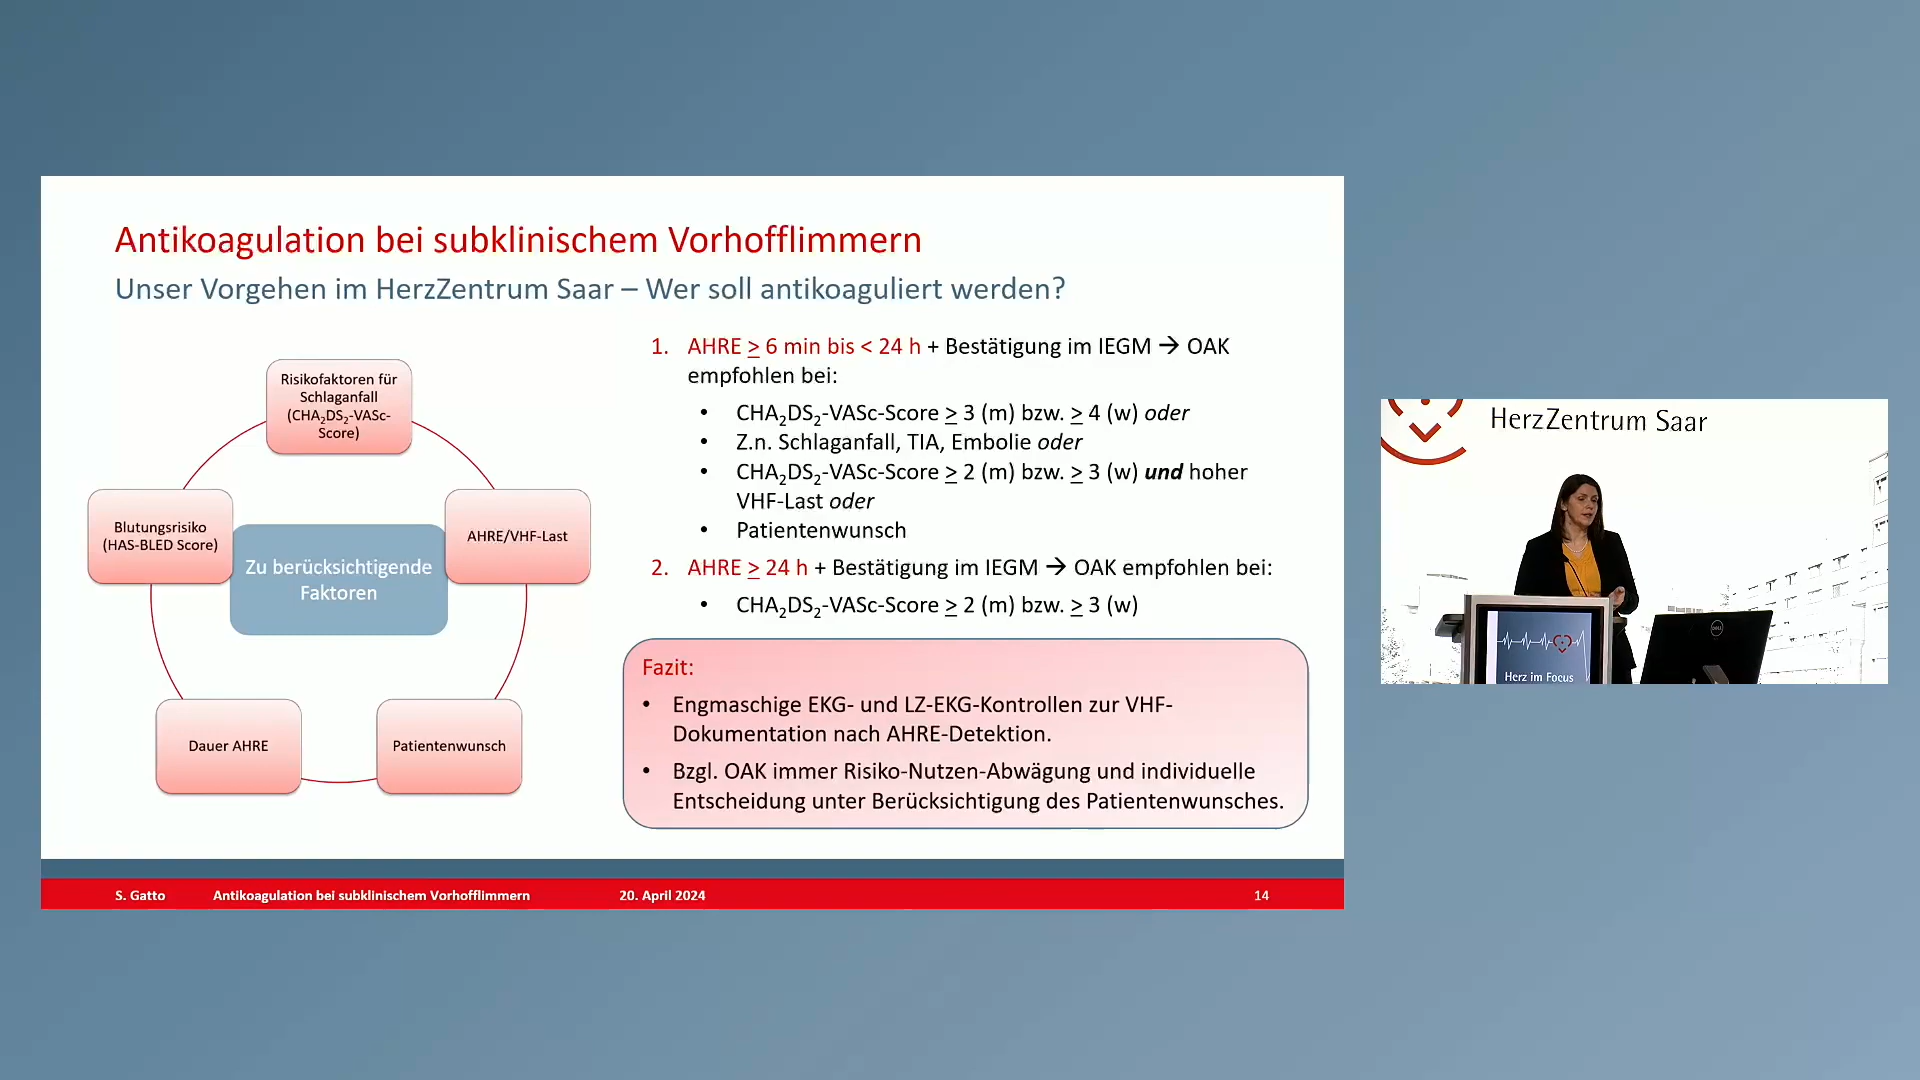 Antikoagulation bei subklinischem Vorhofflimmern
Unser Vorgehen im HerzZentrum Saar – Wer soll antikoaguliert werden?
Risikofaktoren für
Schlaganfall
(CHA₂DS₂-VASc-
Score)
Blutungsrisiko
(HAS-BLED Score)
AHRE/VHF-Last
Zu berücksichtigende
Faktoren
Dauer AHRE
Patientenwunsch
1. AHRE ≥ 6 min bis < 24 h + Bestätigung im IEGM → OAK
empfohlen bei:
• CHA₂DS₂-VASc-Score ≥ 3 (m) bzw. ≥ 4 (w) oder
• Z.n. Schlaganfall, TIA, Embolie oder
• CHA₂DS₂-VASc-Score ≥ 2 (m) bzw. ≥ 3 (w) und hoher
VHF-Last oder
• Patientenwunsch
2. AHRE ≥ 24 h + Bestätigung im IEGM → OAK empfohlen bei:
• CHA₂DS₂-VASc-Score ≥ 2 (m) bzw. ≥ 3 (w)
Fazit:
• Engmaschige EKG- und LZ-EKG-Kontrollen zur VHF-
Dokumentation nach AHRE-Detektion.
• Bzgl. OAK immer Risiko-Nutzen-Abwägung und individuelle
Entscheidung unter Berücksichtigung des Patientenwunsches.
S. Gatto Antikoagulation bei subklinischem Vorhofflimmern 20. April 2024 14
HerzZentrum Saar
DELL
Herz im Focus